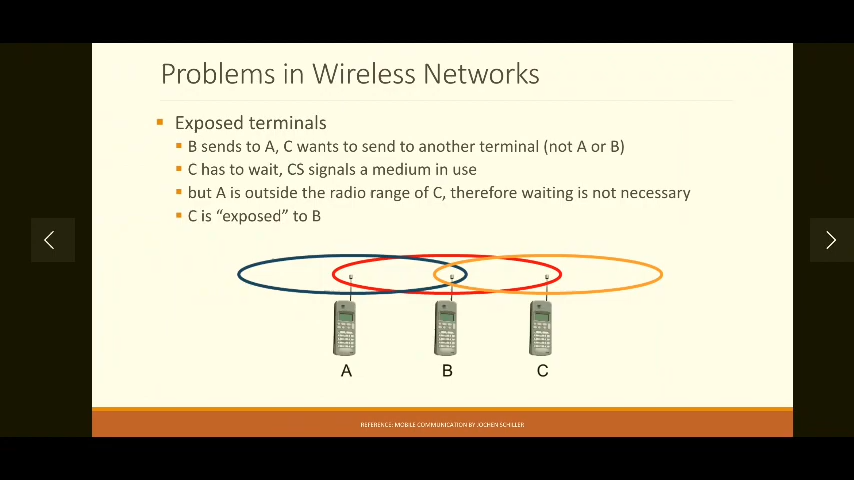 Problems in Wireless Networks
Exposed terminals
B sends to A, C wants to send to another terminal (not A or B)
C has to wait, CS signals a medium in use
but A is outside the radio range of C, therefore waiting is not necessary
C is “exposed” to B
A
B
C
REFERENCE: MOBILE COMMUNICATION BY JOCHEN SCHILLER